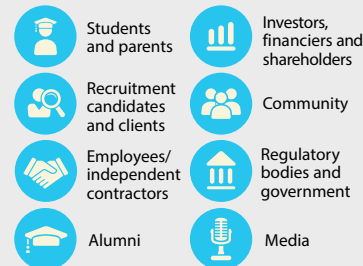 Students
and parents
Investors,
financiers and
shareholders
Recruitment
candidates
and clients
Community
Employees/
independent
contractors
Regulatory
bodies and
government
Alumni
Media